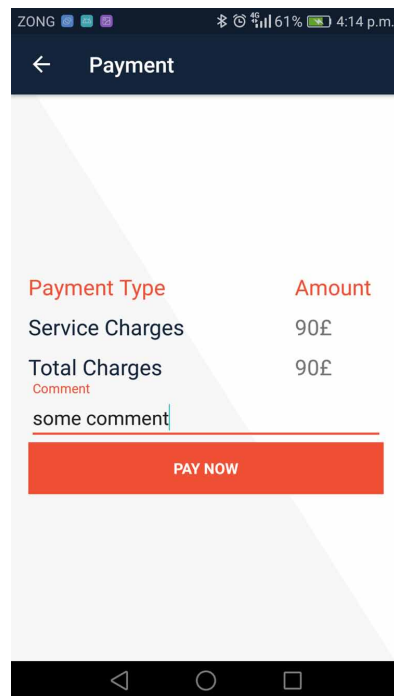 ZONG 4G 61% 4:14 p.m.
Payment
Payment Type Amount
Service Charges 90£
Total Charges 90£
Comment
some comment
PAY NOW